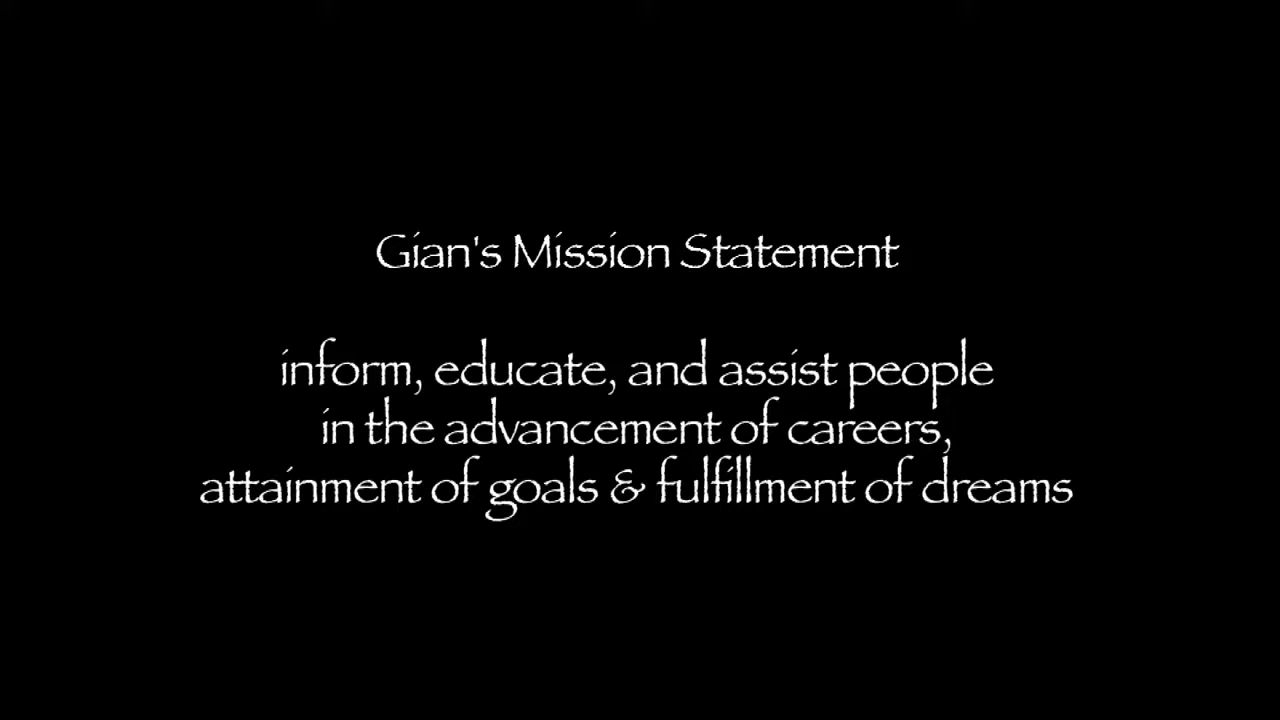 Gian's Mission Statement
inform, educate, and assist people
in the advancement of careers,
attainment of goals & fulfillment of dreams